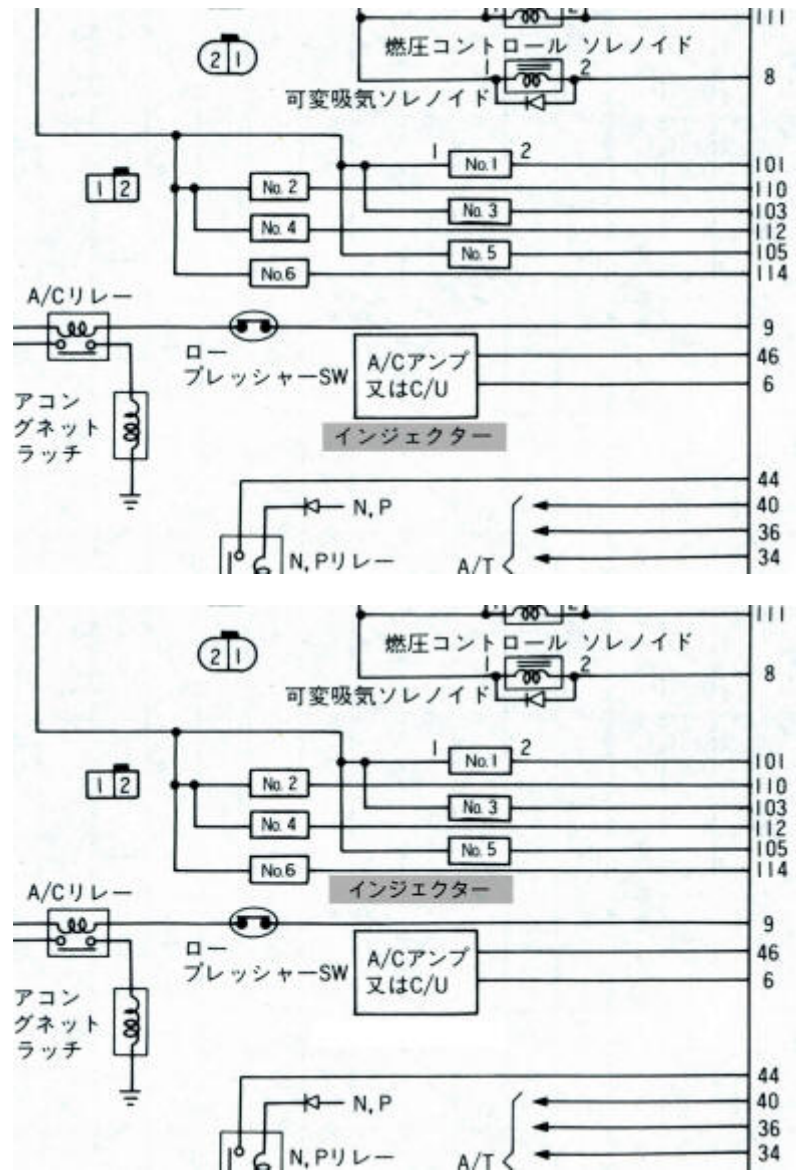 1 2 111
燃圧コントロール ソレノイド
2 1
1 2
8
可変吸気ソレノイド
1 No.1 2 101
1 2
No. 2 110
No. 3 103
No. 4 112
No. 5 105
No.6 114
A/Cリレー
9
ロー
プレッシャーSW
A/Cアンプ
又はC/U
46
6
アコン
グネット
ラッチ
インジェクター
44
N, P 40
36
N, Pリレー A/T 34
111
燃圧コントロール ソレノイド
2 1
1 2
8
可変吸気ソレノイド
1 No.1 2 101
1 2
No. 2 110
No. 3 103
No. 4 112
No. 5 105
No.6 114
インジェクター
A/Cリレー
9
ロー
プレッシャーSW
A/Cアンプ
又はC/U
46
6
アコン
グネット
ラッチ
44
N, P 40
36
N, Pリレー A/T 34